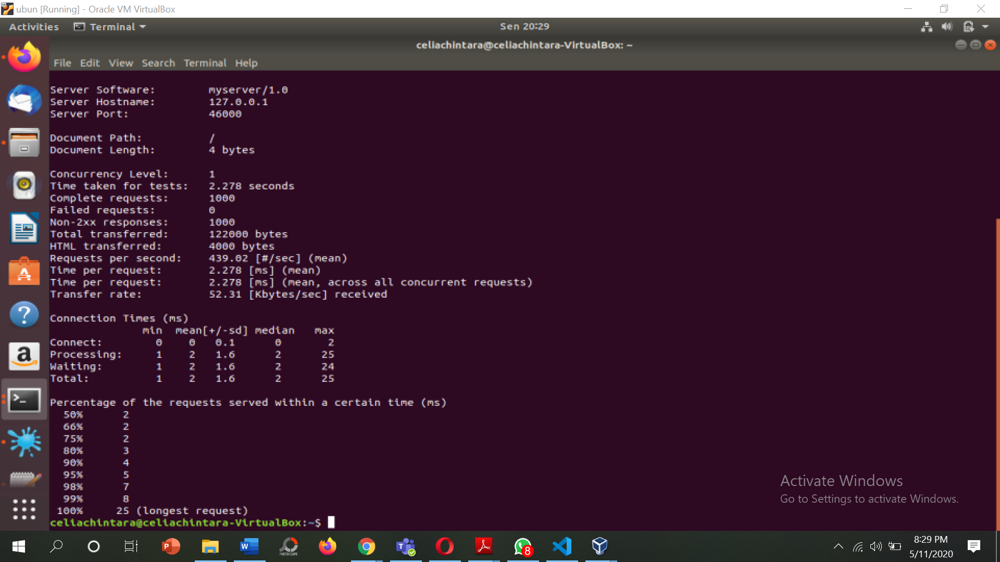 ubun [Running] - Oracle VM VirtualBox
Activities Terminal Sen 20:29
celiachintara@celiachintara-VirtualBox: ~
File Edit View Search Terminal Help
Server Software: myserver/1.0
Server Hostname: 127.0.0.1
Server Port: 46000
Document Path: /
Document Length: 4 bytes
Concurrency Level: 1
Time taken for tests: 2.278 seconds
Complete requests: 1000
Failed requests: 0
Non-2xx responses: 1000
Total transferred: 122000 bytes
HTML transferred: 4000 bytes
Requests per second: 439.02 [#/sec] (mean)
Time per request: 2.278 [ms] (mean)
Time per request: 2.278 [ms] (mean, across all concurrent requests)
Transfer rate: 52.31 [Kbytes/sec] received
Connection Times (ms)
min mean[+/-sd] median max
Connect: 0 0 0.1 0 2
Processing: 1 2 1.6 2 25
Waiting: 1 2 1.6 2 24
Total: 1 2 1.6 2 25
Percentage of the requests served within a certain time (ms)
50% 2
66% 2
75% 2
80% 3
90% 4
95% 5
98% 7
99% 8
100% 25 (longest request)
celiachintara@celiachintara-VirtualBox:~$
Activate Windows
Go to Settings to activate Windows.
PHOTOSCAPE
8
8:29 PM
5/11/2020